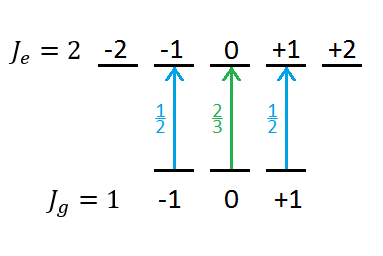 J_e = 2 -2 -1 0 +1 +2
1/2 2/3 1/2
J_g = 1 -1 0 +1